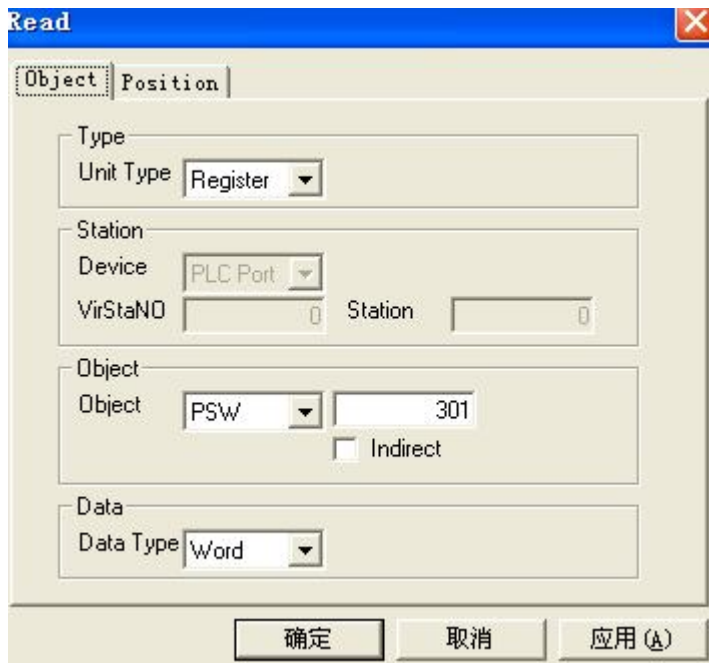 Read
Object Position
Type
Unit Type Register
Station
Device PLC Port
VirStaNO 0 Station 0
Object
Object PSW 301
Indirect
Data
Data Type Word
确定 取消 应用(A)